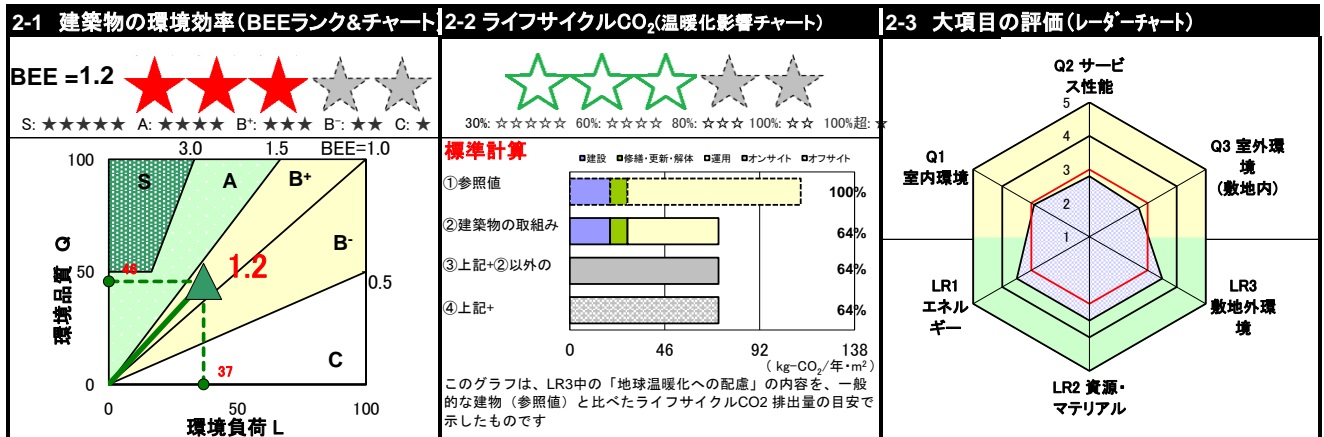 2-1 建築物の環境効率(BEEランク&チャート)
BEE =1.2
S: ★★★★★ A: ★★★★ B+: ★★★ B-: ★★ C: ★
3.0 1.5 BEE=1.0
100
S A B+
B-
50
0.5
C
46
1.2
37
0
0 50 100
環境品質 Q
環境負荷 L
2-2 ライフサイクルCO2(温暖化影響チャート)
30%: ☆☆☆☆☆ 60%: ☆☆☆☆ 80%: ☆☆☆ 100%: ☆☆ 100%超: ☆
標準計算
■建設 ■修繕・更新・解体 □運用 ■オンサイト ■オフサイト
①参照値 100%
②建築物の取組み 64%
③上記+②以外の 64%
④上記+ 64%
0 46 92 138
( kg-CO2/年・m2)
このグラフは、LR3中の「地球温暖化への配慮」の内容を、一般
的な建物(参照値)と比べたライフサイクルCO2 排出量の目安で
示したものです
2-3 大項目の評価(レーダーチャート)
Q2 サービ
ス性能
5
4
3
2
1
Q1
室内環境
Q3 室外環
境
(敷地内)
LR1
エネル
ギー
LR3
敷地外環
境
LR2 資源・
マテリアル